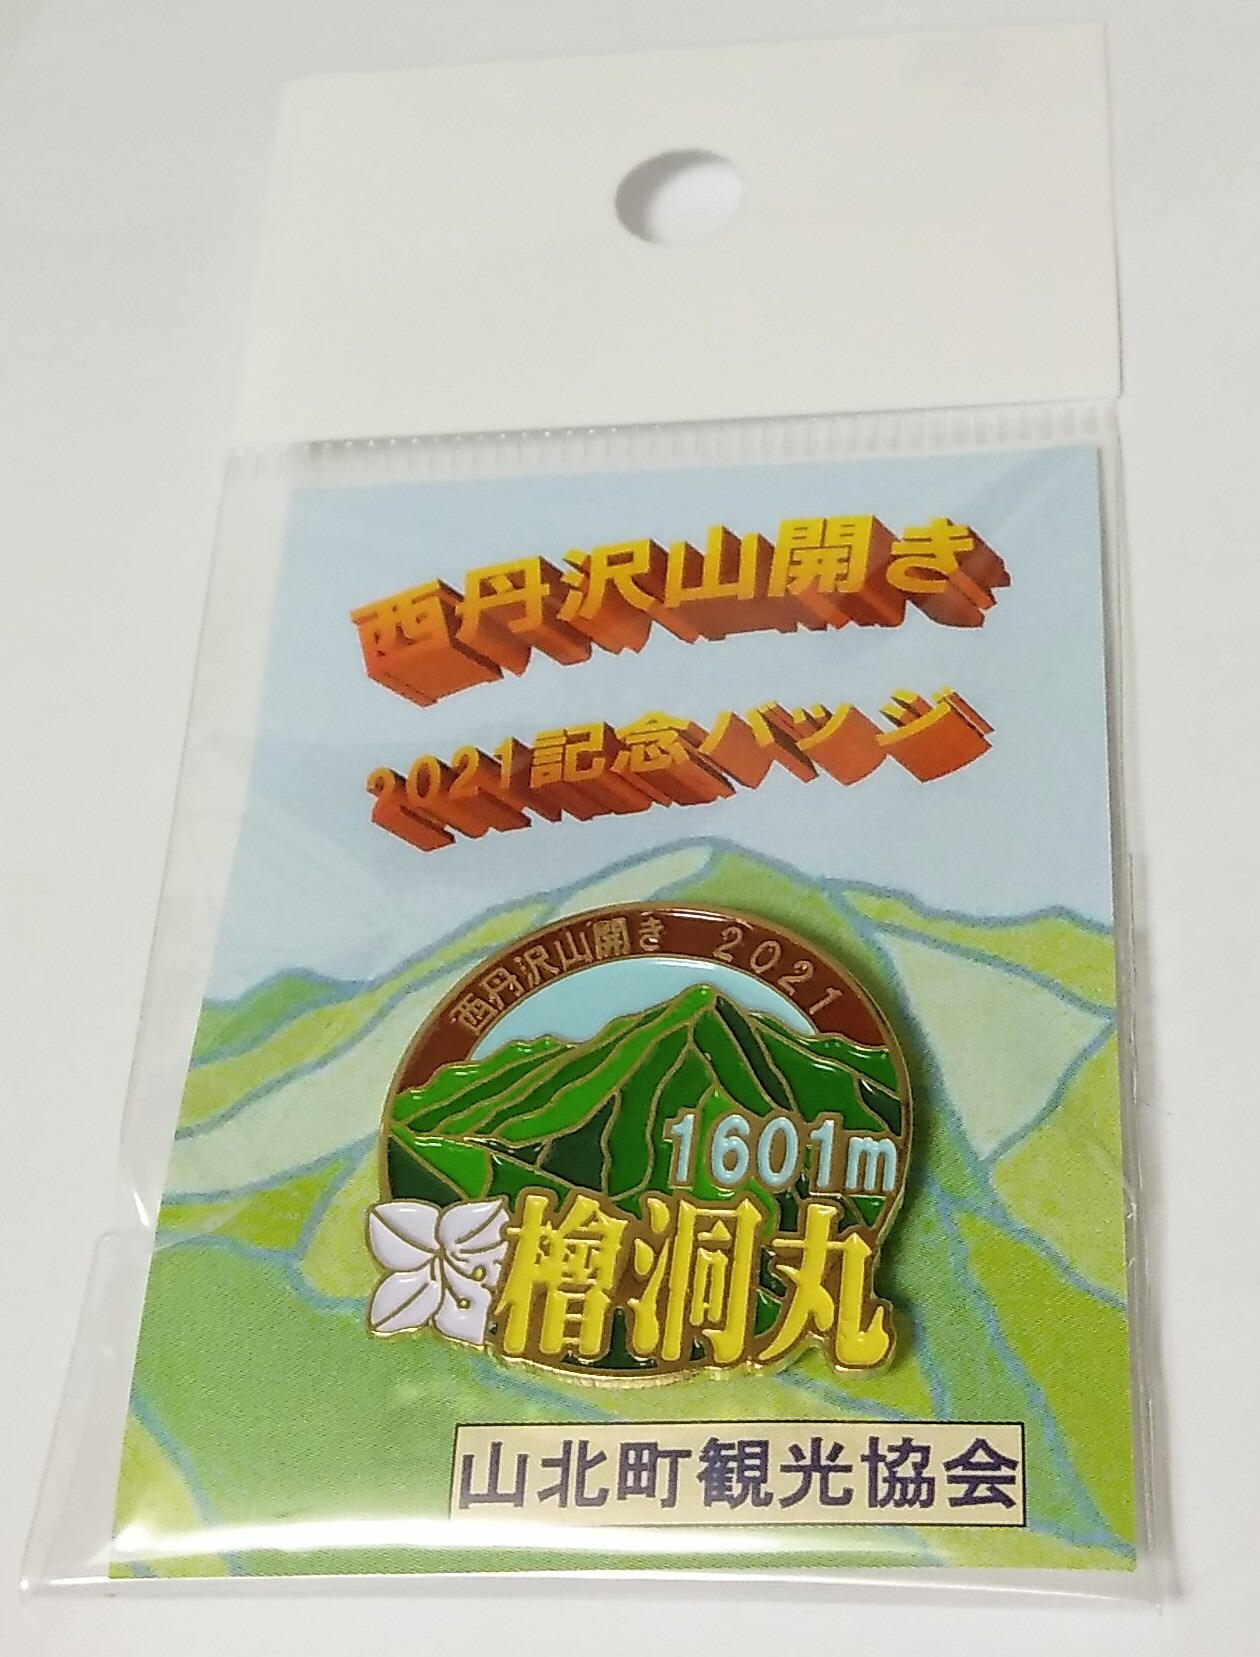 西丹沢山開き
2021記念バッジ
西丹沢山開き 2021
1601m
檜洞丸
山北町観光協会